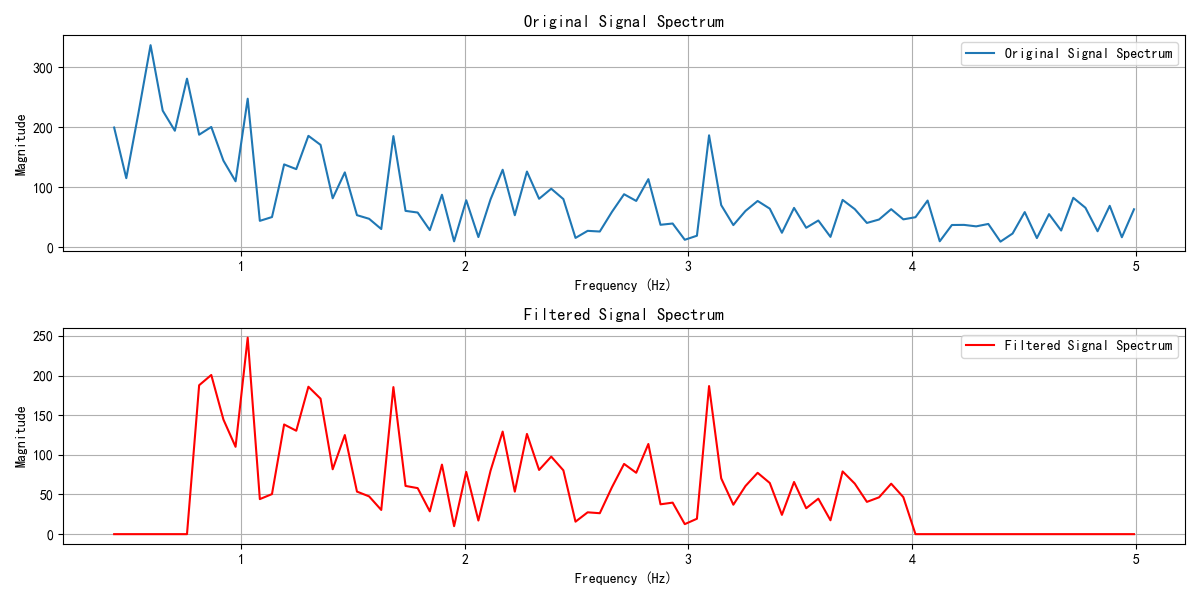 Original Signal Spectrum
Original Signal Spectrum
300
200
100
0
Magnitude
1 2 3 4 5
Frequency (Hz)
Filtered Signal Spectrum
Filtered Signal Spectrum
250
200
150
100
50
0
Magnitude
1 2 3 4 5
Frequency (Hz)